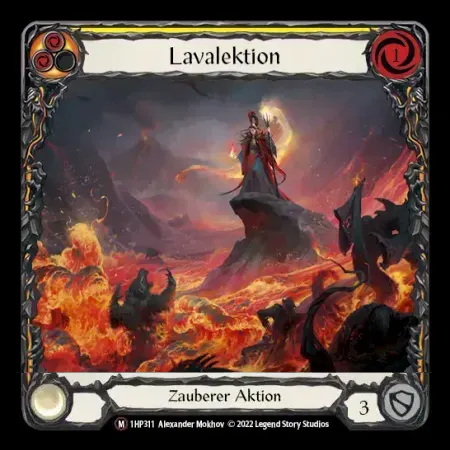 Lavalektion
1
Zauberer Aktion
3
M 1HP311 Alexander Mokhov © 2022 Legend Story Studios